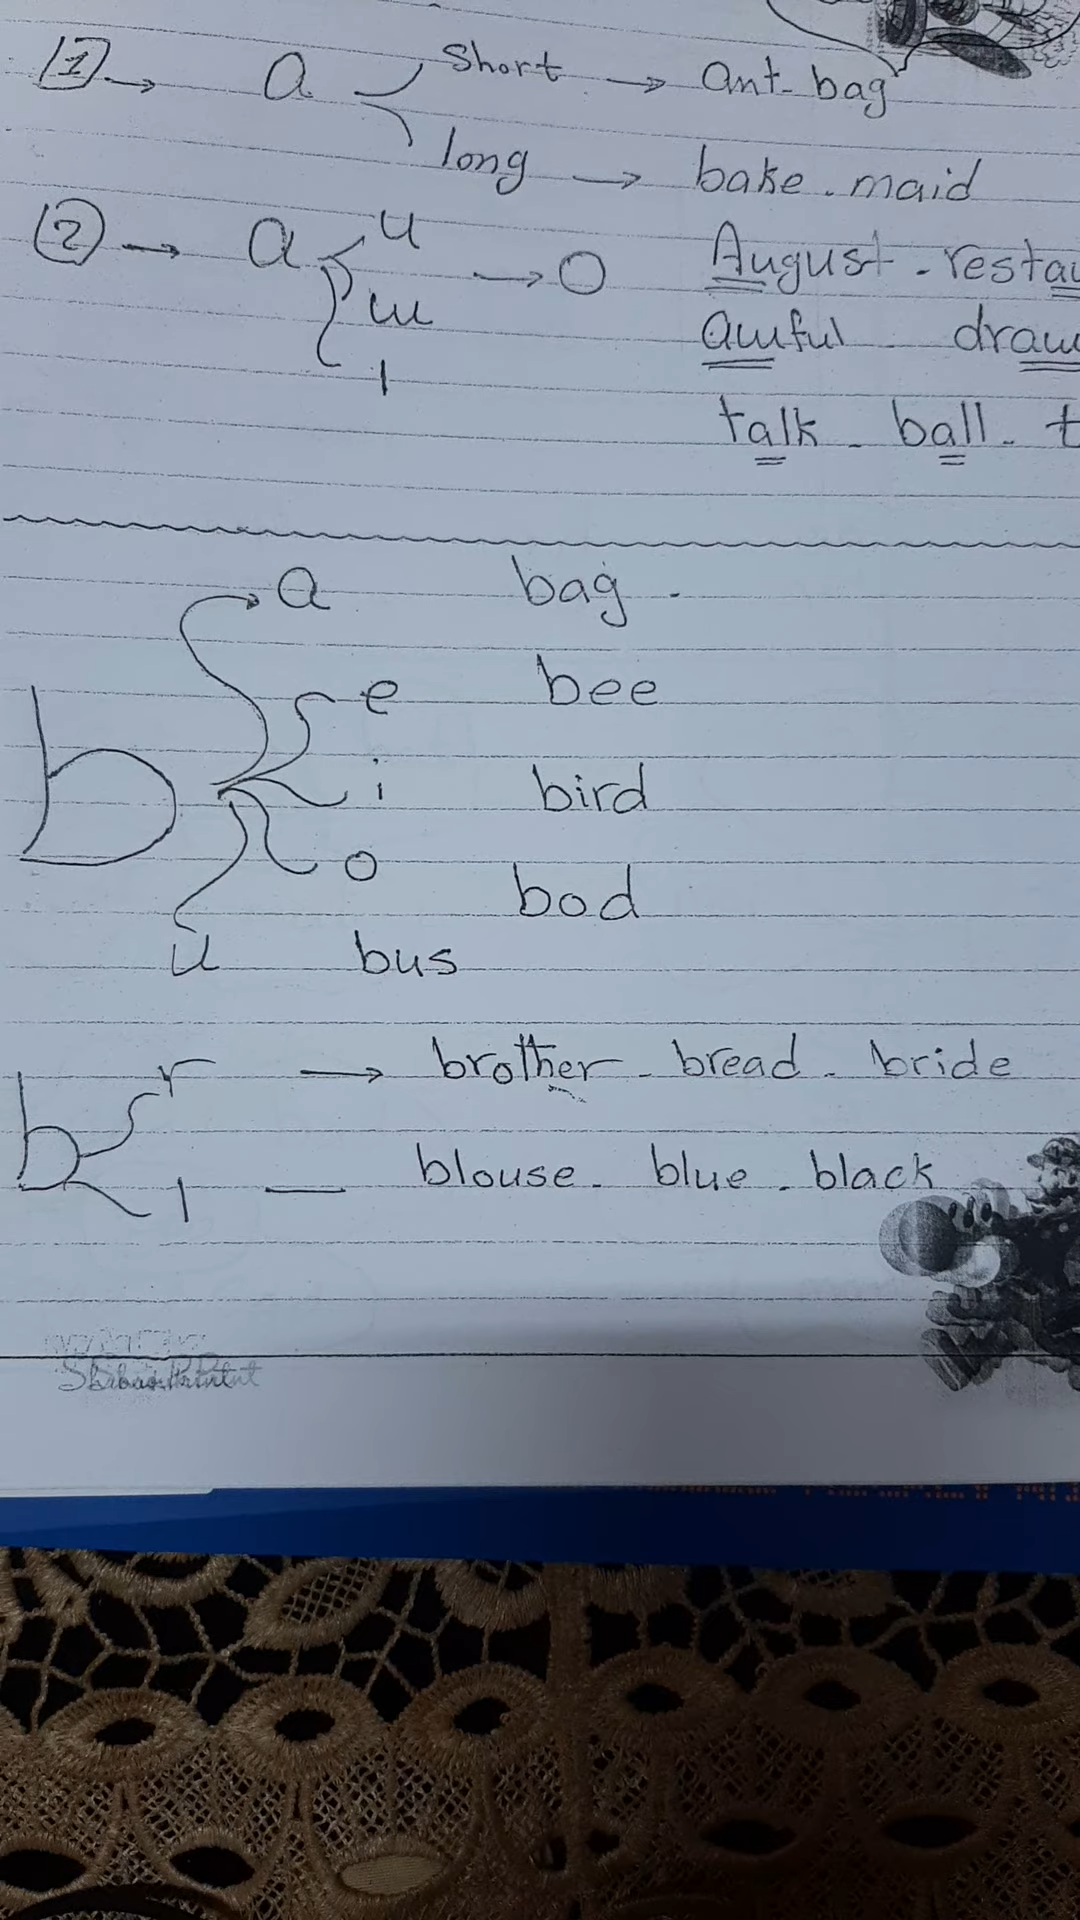 1 → a short → ant - bag
long → bake . maid
2 → a u → o August - restau
w awful draw
l talk - ball - t
a bag .
e bee
b i bird
o bod
u bus
b r → brother - bread - bride
l — blouse - blue - black